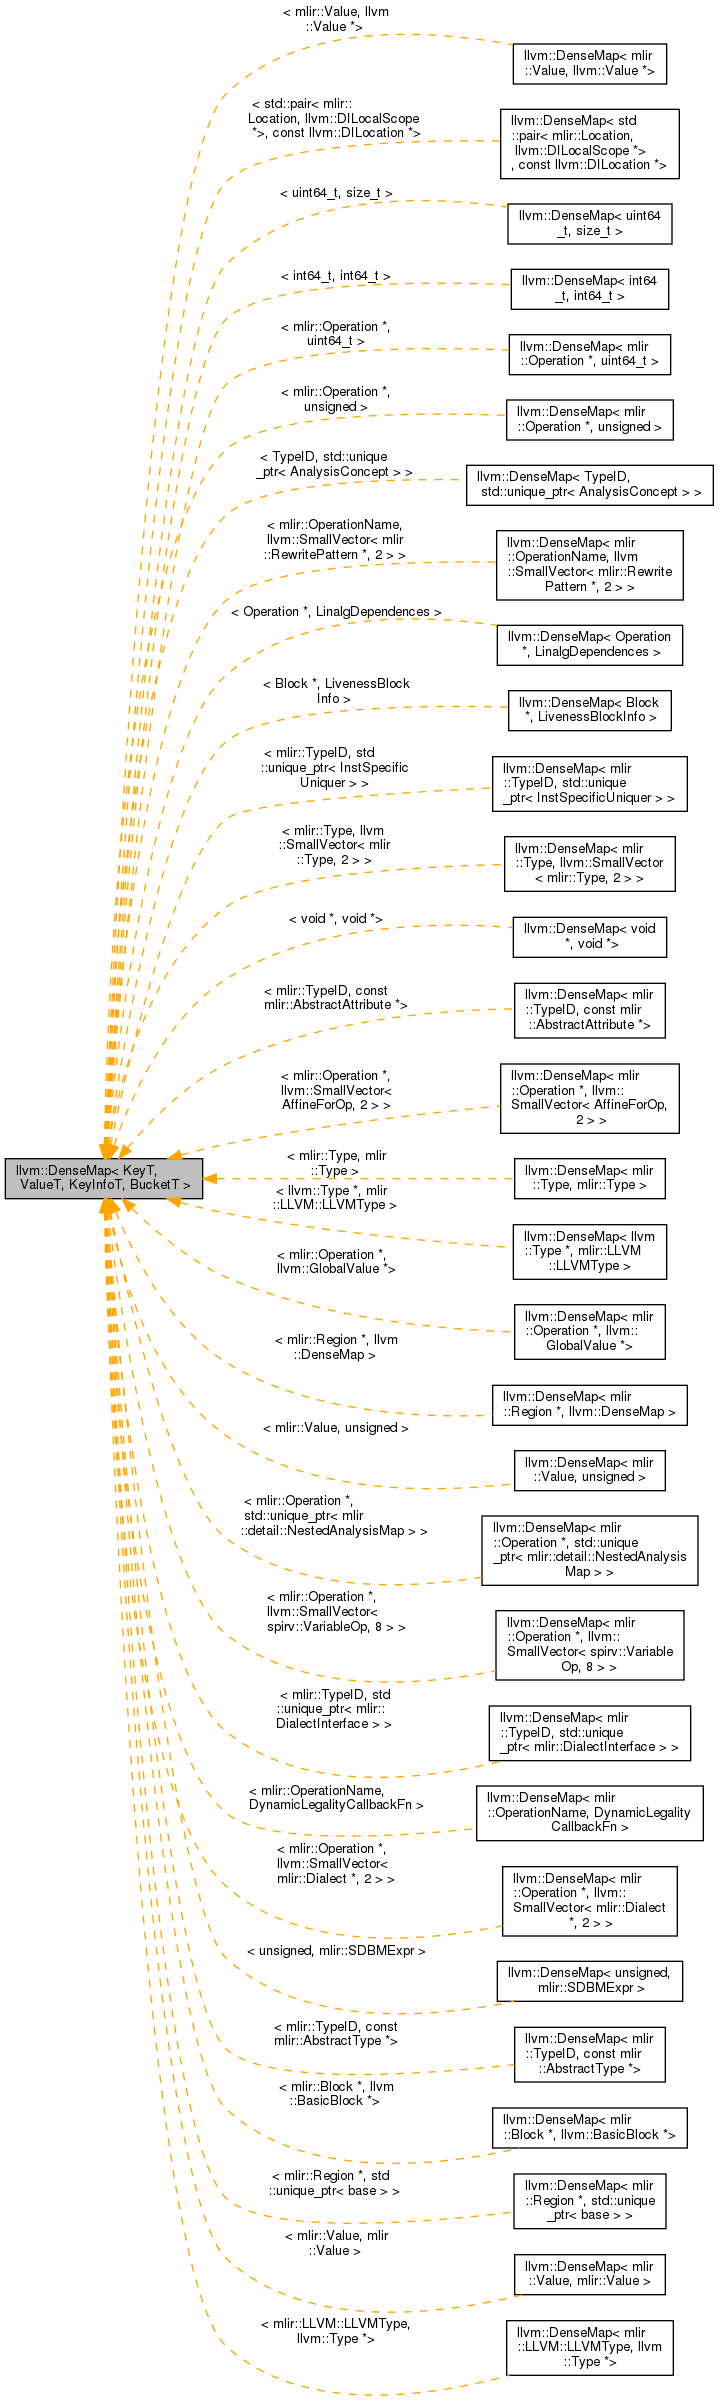 < mlir::Value, llvm
::Value *>
llvm::DenseMap< mlir
::Value, llvm::Value *>
< std::pair< mlir::
Location, llvm::DILocalScope
*>, const llvm::DILocation *>
llvm::DenseMap< std
::pair< mlir::Location,
llvm::DILocalScope *>
, const llvm::DILocation *>
< uint64_t, size_t >
llvm::DenseMap< uint64
_t, size_t >
< int64_t, int64_t >
llvm::DenseMap< int64
_t, int64_t >
< mlir::Operation *,
uint64_t >
llvm::DenseMap< mlir
::Operation *, uint64_t >
< mlir::Operation *,
unsigned >
llvm::DenseMap< mlir
::Operation *, unsigned >
< TypeID, std::unique
_ptr< AnalysisConcept > >
llvm::DenseMap< TypeID,
std::unique_ptr< AnalysisConcept > >
< mlir::OperationName,
llvm::SmallVector< mlir
::RewritePattern *, 2 > >
llvm::DenseMap< mlir
::OperationName, llvm
::SmallVector< mlir::Rewrite
Pattern *, 2 > >
< Operation *, LinalgDependences >
llvm::DenseMap< Operation
*, LinalgDependences >
< Block *, LivenessBlock
Info >
llvm::DenseMap< Block
*, LivenessBlockInfo >
< mlir::TypeID, std
::unique_ptr< InstSpecific
Uniquer > >
llvm::DenseMap< mlir
::TypeID, std::unique
_ptr< InstSpecificUniquer > >
< mlir::Type, llvm
::SmallVector< mlir
::Type, 2 > >
llvm::DenseMap< mlir
::Type, llvm::SmallVector
< mlir::Type, 2 > >
< void *, void *>
llvm::DenseMap< void
*, void *>
< mlir::TypeID, const
mlir::AbstractAttribute *>
llvm::DenseMap< mlir
::TypeID, const mlir
::AbstractAttribute *>
< mlir::Operation *,
llvm::SmallVector<
AffineForOp, 2 > >
llvm::DenseMap< mlir
::Operation *, llvm::
SmallVector< AffineForOp,
2 > >
llvm::DenseMap< KeyT,
ValueT, KeyInfoT, BucketT >
< mlir::Type, mlir
::Type >
llvm::DenseMap< mlir
::Type, mlir::Type >
< llvm::Type *, mlir
::LLVM::LLVMType >
llvm::DenseMap< llvm
::Type *, mlir::LLVM
::LLVMType >
< mlir::Operation *,
llvm::GlobalValue *>
llvm::DenseMap< mlir
::Operation *, llvm::
GlobalValue *>
< mlir::Region *, llvm
::DenseMap >
llvm::DenseMap< mlir
::Region *, llvm::DenseMap >
< mlir::Value, unsigned >
llvm::DenseMap< mlir
::Value, unsigned >
< mlir::Operation *,
std::unique_ptr< mlir
::detail::NestedAnalysisMap > >
llvm::DenseMap< mlir
::Operation *, std::unique
_ptr< mlir::detail::NestedAnalysis
Map > >
< mlir::Operation *,
llvm::SmallVector<
spirv::VariableOp, 8 > >
llvm::DenseMap< mlir
::Operation *, llvm::
SmallVector< spirv::Variable
Op, 8 > >
< mlir::TypeID, std
::unique_ptr< mlir::
DialectInterface > >
llvm::DenseMap< mlir
::TypeID, std::unique
_ptr< mlir::DialectInterface > >
< mlir::OperationName,
DynamicLegalityCallbackFn >
llvm::DenseMap< mlir
::OperationName, DynamicLegality
CallbackFn >
< mlir::Operation *,
llvm::SmallVector<
mlir::Dialect *, 2 > >
llvm::DenseMap< mlir
::Operation *, llvm::
SmallVector< mlir::Dialect
*, 2 > >
< unsigned, mlir::SDBMExpr >
llvm::DenseMap< unsigned,
mlir::SDBMExpr >
< mlir::TypeID, const
mlir::AbstractType *>
llvm::DenseMap< mlir
::TypeID, const mlir
::AbstractType *>
< mlir::Block *, llvm
::BasicBlock *>
llvm::DenseMap< mlir
::Block *, llvm::BasicBlock *>
< mlir::Region *, std
::unique_ptr< base > >
llvm::DenseMap< mlir
::Region *, std::unique
_ptr< base > >
< mlir::Value, mlir
::Value >
llvm::DenseMap< mlir
::Value, mlir::Value >
< mlir::LLVM::LLVMType,
llvm::Type *>
llvm::DenseMap< mlir
::LLVM::LLVMType, llvm
::Type *>